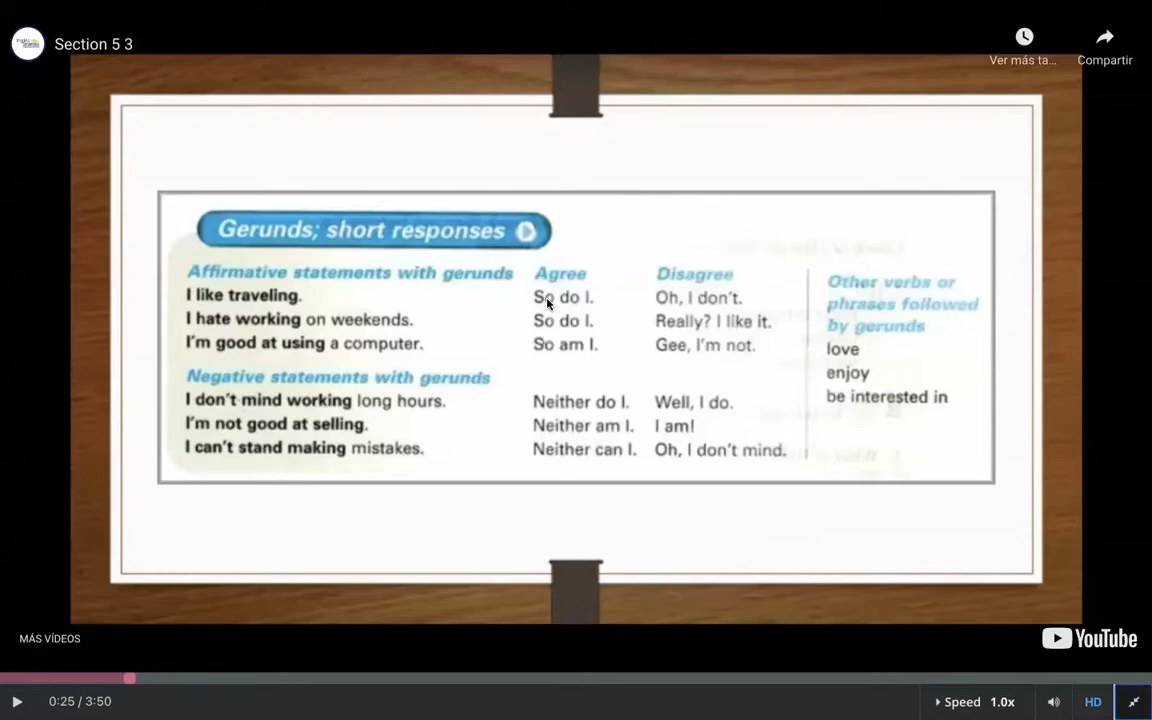 Section 5 3
Ver más ta...
Compartir
Gerunds; short responses
Affirmative statements with gerunds Agree Disagree
I like traveling. So do I. Oh, I don't.
I hate working on weekends. So do I. Really? I like it.
I'm good at using a computer. So am I. Gee, I'm not.
Negative statements with gerunds
I don't mind working long hours. Neither do I. Well, I do.
I'm not good at selling. Neither am I. I am!
I can't stand making mistakes. Neither can I. Oh, I don't mind.
Other verbs or
phrases followed
by gerunds
love
enjoy
be interested in
MÁS VÍDEOS
YouTube
0:25 / 3:50
Speed 1.0x
HD